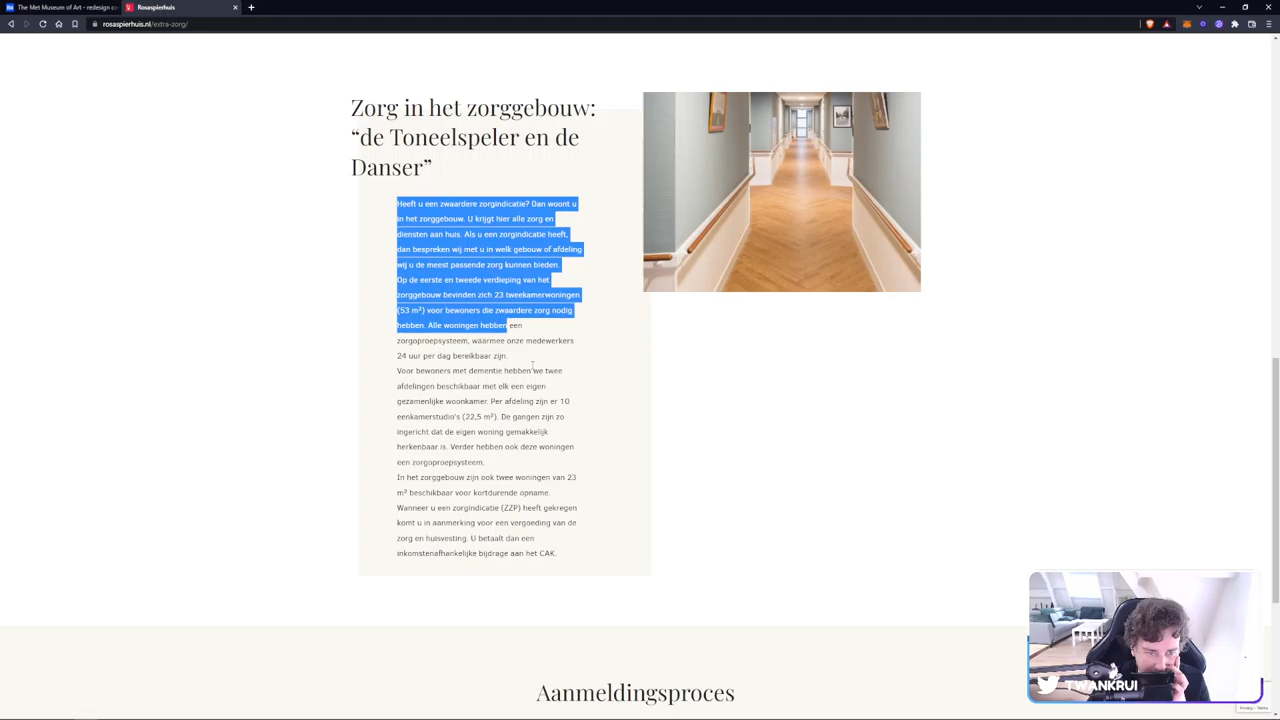 The Met Museum of Art - redesign co
Rosaspierhuis
rosaspierhuis.nl/extra-zorg/
Zorg in het zorggebouw:
“de Toneelspeler en de
Danser”
Heeft u een zwaardere zorgindicatie? Dan woont u
in het zorggebouw. U krijgt hier alle zorg en
diensten aan huis. Als u een zorgindicatie heeft,
dan bespreken wij met u in welk gebouw of afdeling
wij u de meest passende zorg kunnen bieden.
Op de eerste en tweede verdieping van het
zorggebouw bevinden zich 23 tweekamerwoningen
(53 m²) voor bewoners die zwaardere zorg nodig
hebben. Alle woningen hebben een
zorgoproepsysteem, waarmee onze medewerkers
24 uur per dag bereikbaar zijn.
Voor bewoners met dementie hebben we twee
afdelingen beschikbaar met elk een eigen
gezamenlijke woonkamer. Per afdeling zijn er 10
eenkamerstudio's (22,5 m²). De gangen zijn zo
ingericht dat de eigen woning gemakkelijk
herkenbaar is. Verder hebben ook deze woningen
een zorgoproepsysteem.
In het zorggebouw zijn ook twee woningen van 23
m² beschikbaar voor kortdurende opname.
Wanneer u een zorgindicatie (ZZP) heeft gekregen
komt u in aanmerking voor een vergoeding van de
zorg en huisvesting. U betaalt dan een
inkomstenafhankelijke bijdrage aan het CAK.
Aanmeldingsproces
TWANKRUI